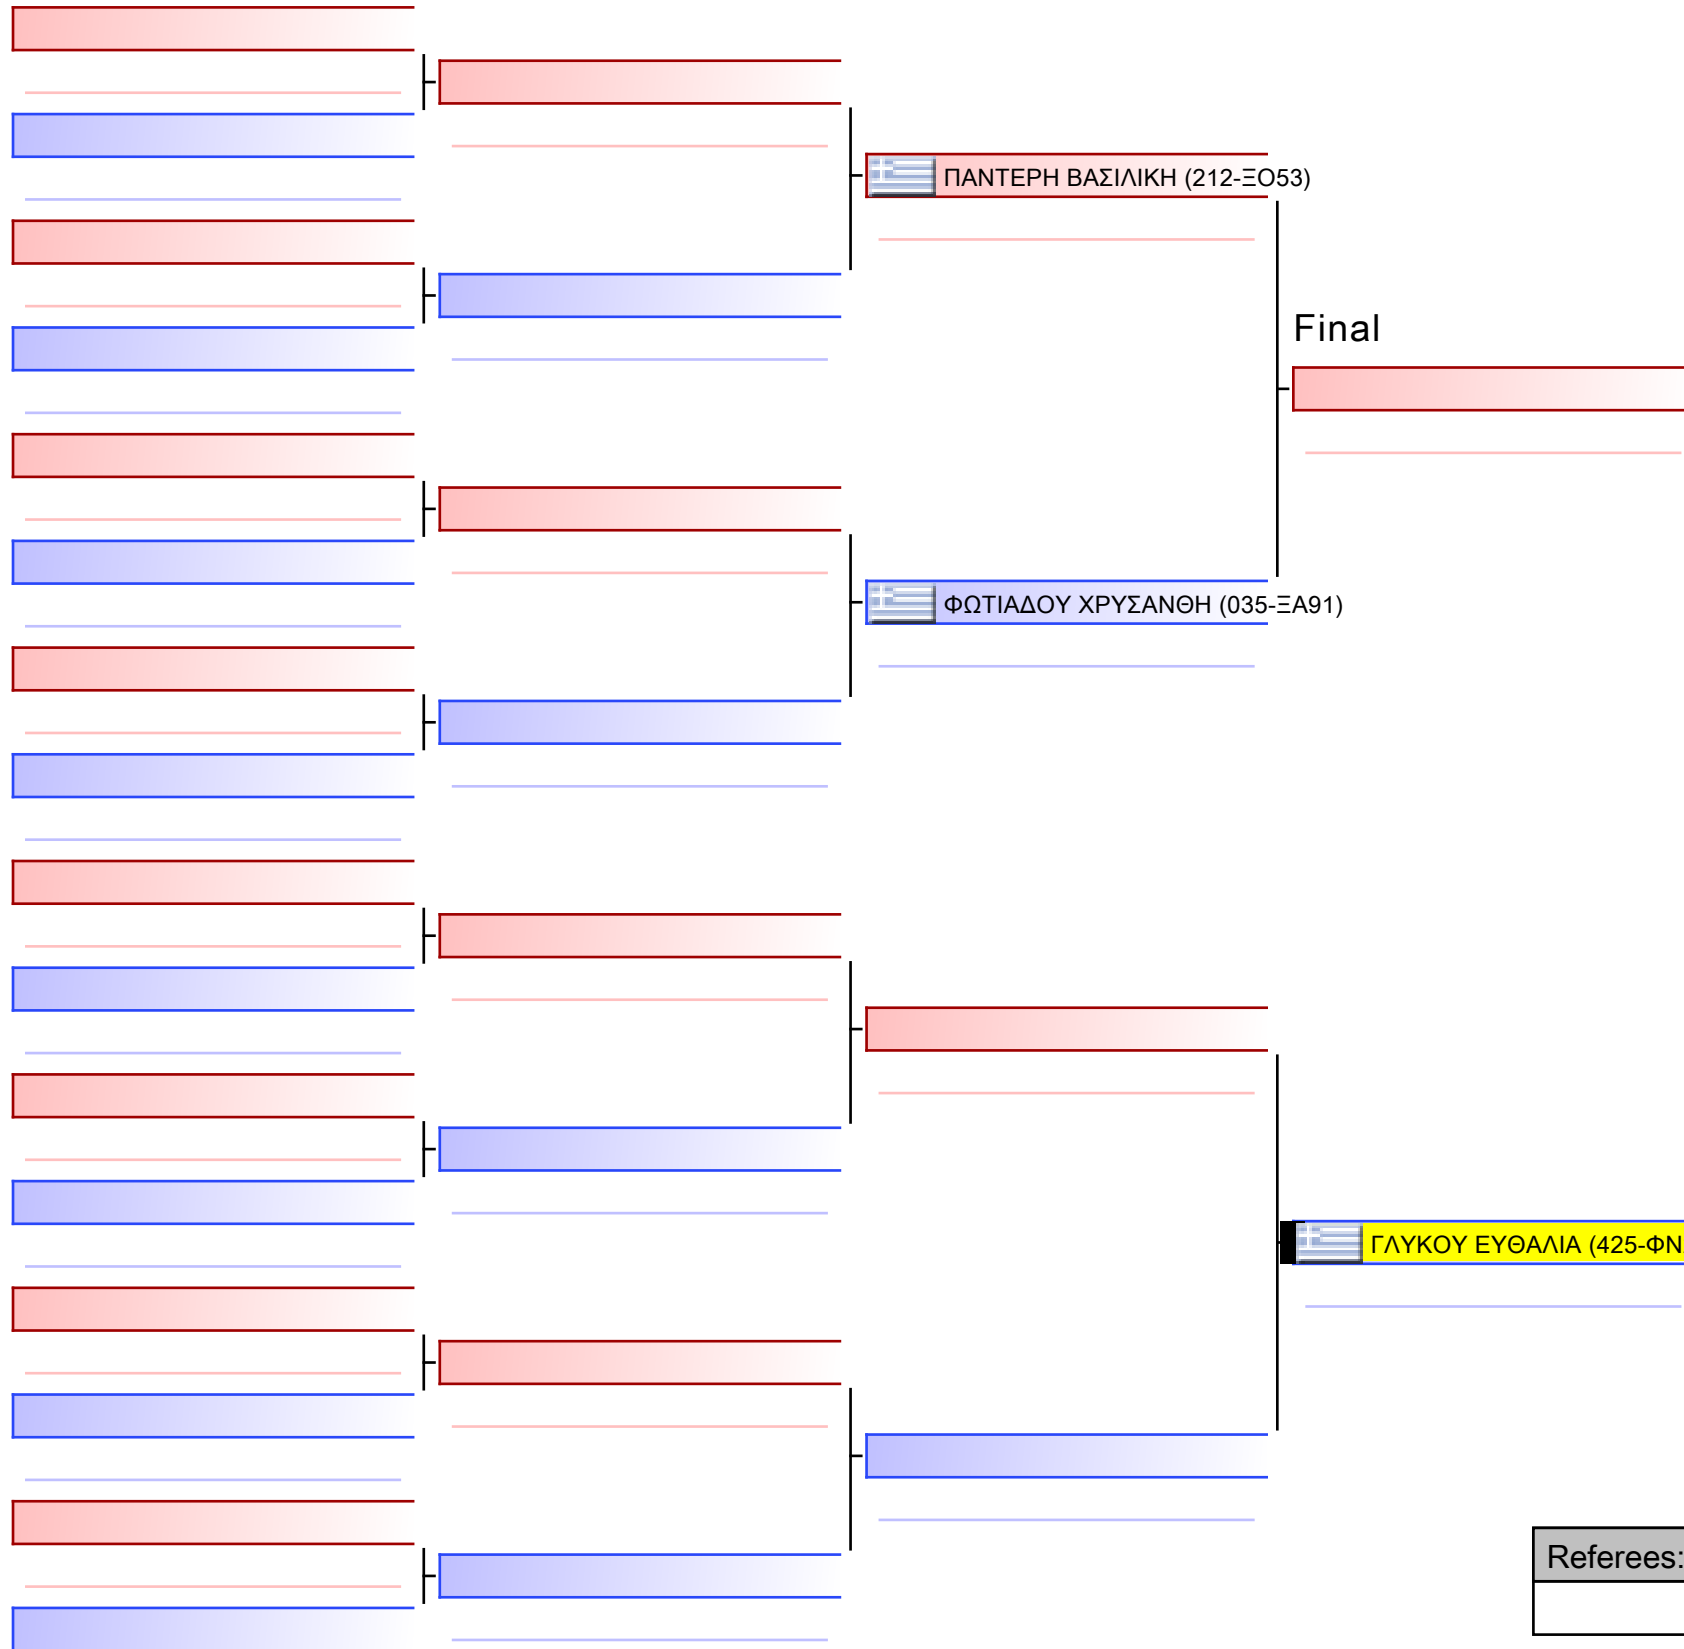 ΠΑΝΤΕΡΗ ΒΑΣΙΛΙΚΗ (212-ΞΟ53)
Final
ΦΩΤΙΑΔΟΥ ΧΡΥΣΑΝΘΗ (035-ΞΑ91)
ΓΛΥΚΟΥ ΕΥΘΑΛΙΑ (425-ΦΝ
Referees: